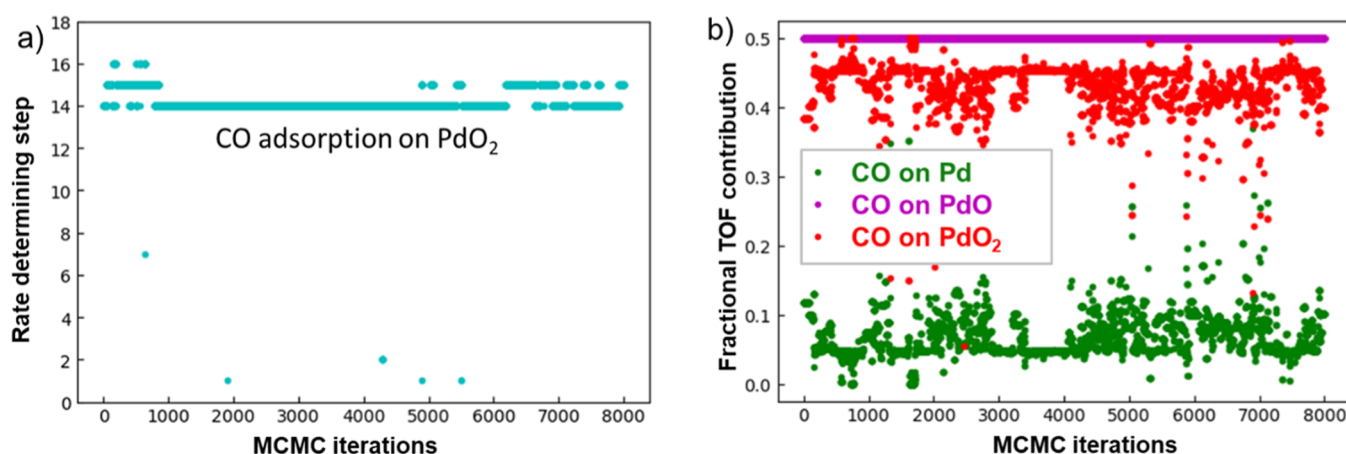 a)
Rate determining step
18
16
14
12
10
8
6
4
2
0
CO adsorption on PdO₂
0 1000 2000 3000 4000 5000 6000 7000 8000
MCMC iterations
b)
Fractional TOF contribution
0.5
0.4
0.3
0.2
0.1
0.0
CO on Pd
CO on PdO
CO on PdO₂
0 1000 2000 3000 4000 5000 6000 7000 8000
MCMC iterations